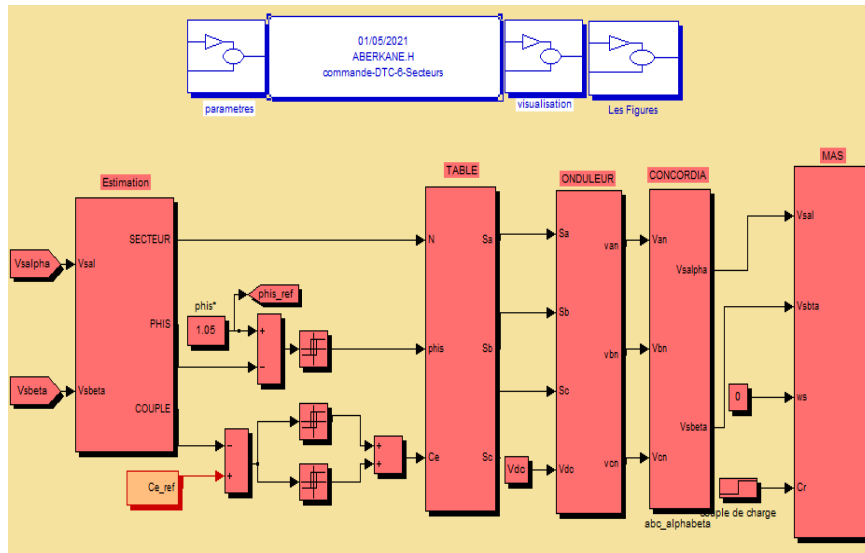 01/05/2021
ABERKANE.H
commande-DTC-6-Secteurs
parametres
visualisation
Les Figures
MAS
TABLE
ONDULEUR
CONCORDIA
Estimation
SECTEUR
N
Sa
Sa
van
Van
Vsal
Vsalpha
Vsal
Vsalpha
phis*
phis_ref
1.05
PHIS
Sb
Vsbta
phis
Sb
vbn
Vbn
Vsbeta
Vsbeta
COUPLE
Sc
0
ws
Vsbeta
Ce
Sc
Vdc
Vdc
vcn
Vcn
Ce_ref
Cr
couple de charge
abc_alphabeta